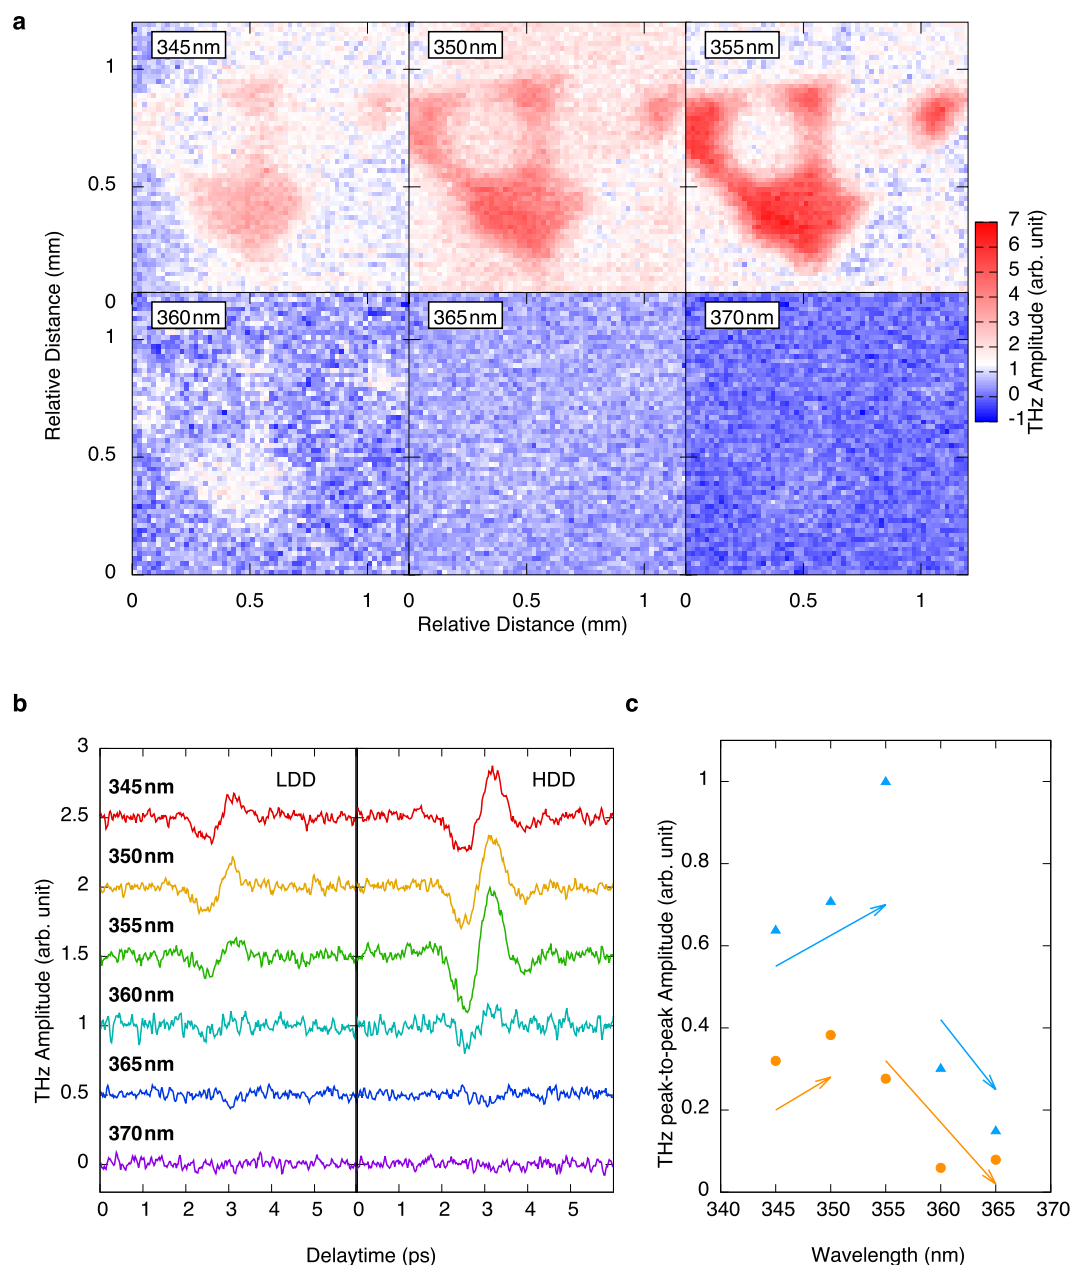 a
345nm
350nm
355nm
1
0.5
0
Relative Distance (mm)
360nm
365nm
370nm
1
0.5
0
0
0.5
1
0
0.5
1
0
0.5
1
Relative Distance (mm)
7
6
5
4
3
2
1
0
-1
THz Amplitude (arb. unit)
b
3
2.5
2
1.5
1
0.5
0
THz Amplitude (arb. unit)
LDD
HDD
345nm
350nm
355nm
360nm
365nm
370nm
0 1 2 3 4 5 0 1 2 3 4 5
Delaytime (ps)
c
1
0.8
0.6
0.4
0.2
0
THz peak-to-peak Amplitude (arb. unit)
340 345 350 355 360 365 370
Wavelength (nm)